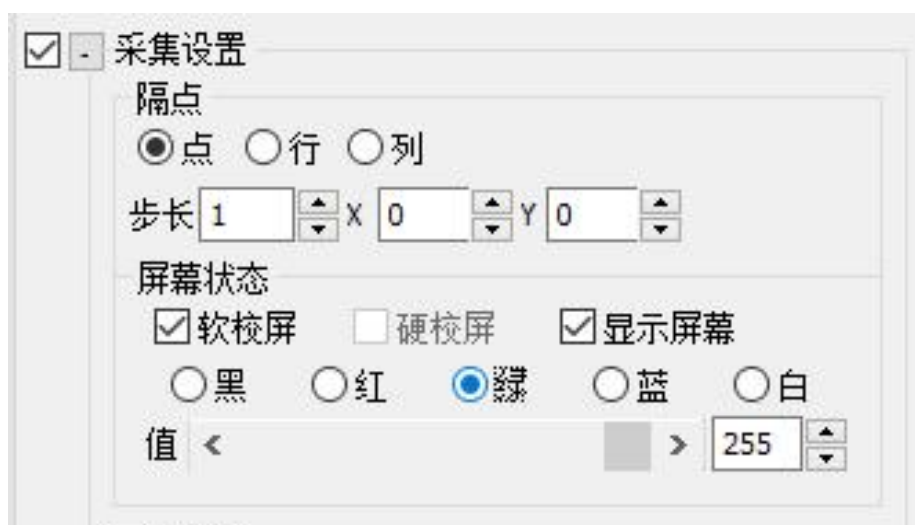 - 采集设置
隔点
点 行 列
步长 1 X 0 Y 0
屏幕状态
软校屏 硬校屏 显示屏幕
黑 红 绿 蓝 白
值 < > 255